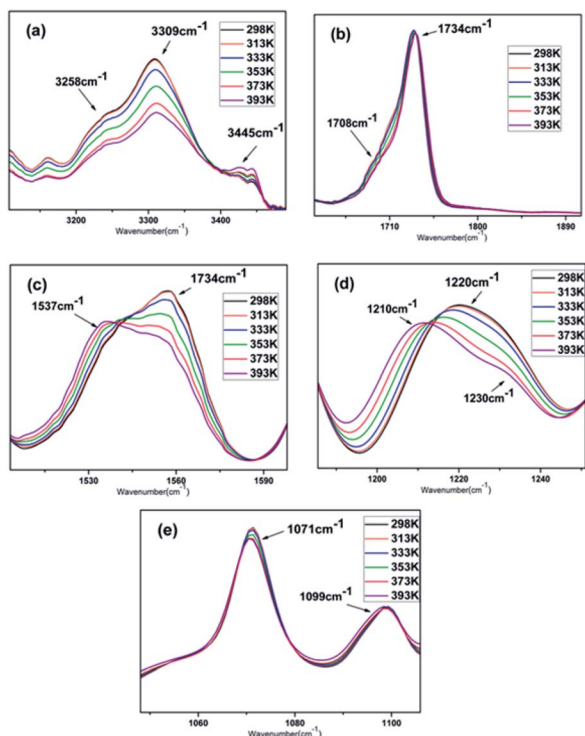 (a)
3309cm-1
3258cm-1
3445cm-1
298K
313K
333K
353K
373K
393K
3200 3300 3400
Wavenumber(cm-1)
(b)
1734cm-1
1708cm-1
298K
313K
333K
353K
373K
393K
1710 1800 1892
Wavenumber(cm-1)
(c)
1734cm-1
1537cm-1
298K
313K
333K
353K
373K
393K
1530 1560 1590
Wavenumber(cm-1)
(d)
1220cm-1
1210cm-1
1230cm-1
298K
313K
333K
353K
373K
393K
1200 1220 1240
Wavenumber(cm-1)
(e)
1071cm-1
1099cm-1
298K
313K
333K
353K
373K
393K
1060 1080 1100
Wavenumber(cm-1)